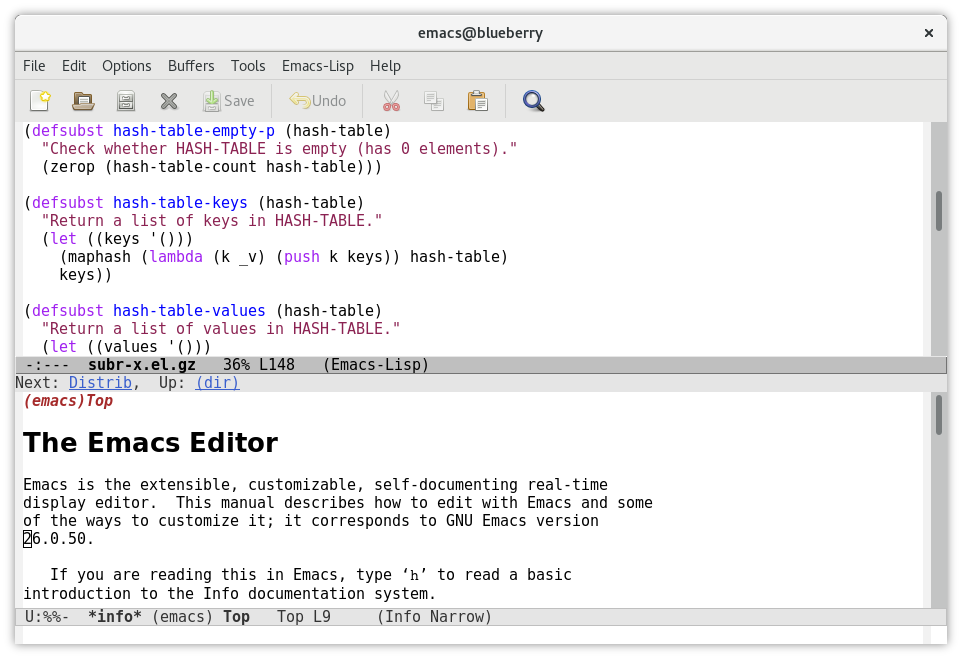 emacs@blueberry ×
File Edit Options Buffers Tools Emacs-Lisp Help
Save Undo
(defsubst hash-table-empty-p (hash-table)
  "Check whether HASH-TABLE is empty (has 0 elements)."
  (zerop (hash-table-count hash-table)))

(defsubst hash-table-keys (hash-table)
  "Return a list of keys in HASH-TABLE."
  (let ((keys '()))
    (maphash (lambda (k _v) (push k keys)) hash-table)
    keys))

(defsubst hash-table-values (hash-table)
  "Return a list of values in HASH-TABLE."
  (let ((values '()))
-:---  subr-x.el.gz   36% L148   (Emacs-Lisp)
Next: Distrib,  Up: (dir)
(emacs)Top
The Emacs Editor
Emacs is the extensible, customizable, self-documenting real-time
display editor.  This manual describes how to edit with Emacs and some
of the ways to customize it; it corresponds to GNU Emacs version
26.0.50.

   If you are reading this in Emacs, type ‘h’ to read a basic
introduction to the Info documentation system.
U:%%-  *info* (emacs) Top   Top L9     (Info Narrow)